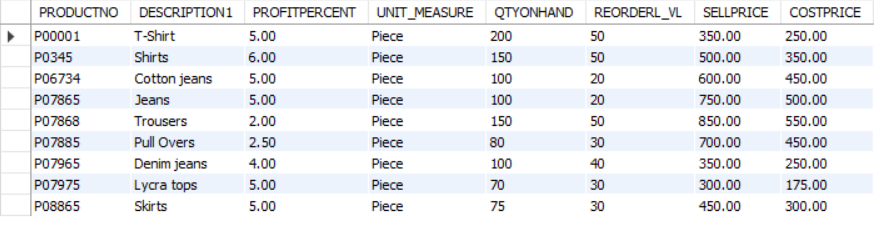 PRODUCTNO DESCRIPTION1 PROFITPERCENT UNIT_MEASURE QTYONHAND REORDERL_VL SELLPRICE COSTPRICE
P00001 T-Shirt 5.00 Piece 200 50 350.00 250.00
P0345 Shirts 6.00 Piece 150 50 500.00 350.00
P06734 Cotton jeans 5.00 Piece 100 20 600.00 450.00
P07865 Jeans 5.00 Piece 100 20 750.00 500.00
P07868 Trousers 2.00 Piece 150 50 850.00 550.00
P07885 Pull Overs 2.50 Piece 80 30 700.00 450.00
P07965 Denim jeans 4.00 Piece 100 40 350.00 250.00
P07975 Lycra tops 5.00 Piece 70 30 300.00 175.00
P08865 Skirts 5.00 Piece 75 30 450.00 300.00